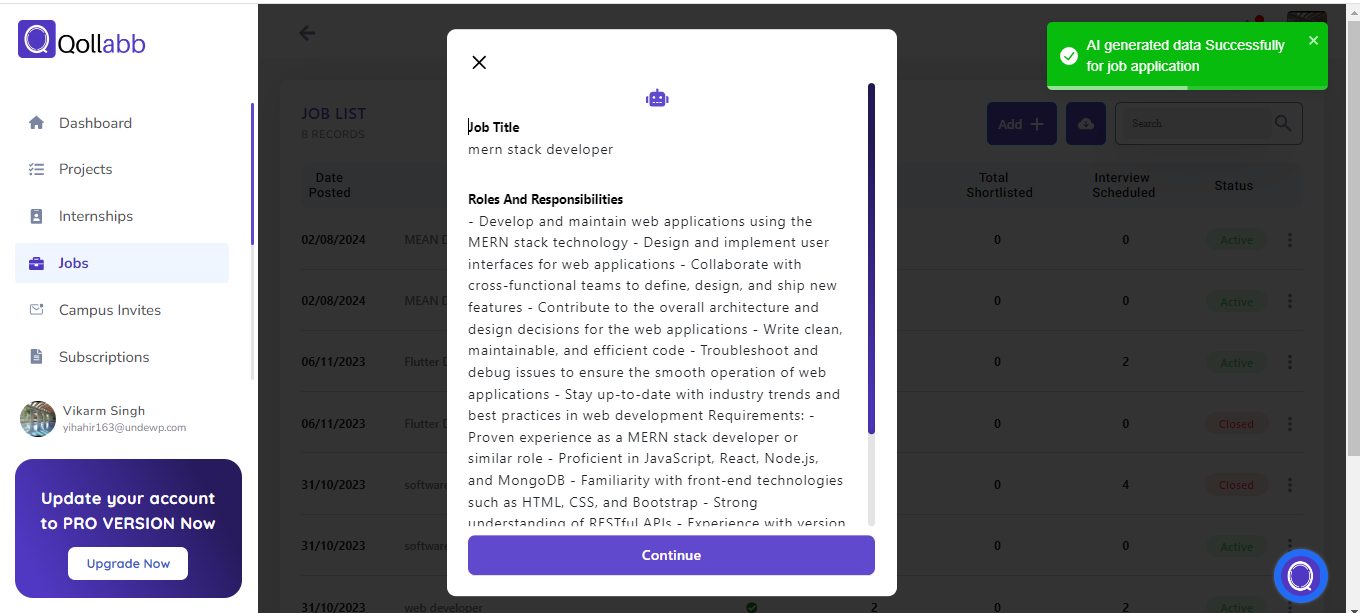 Qollabb
Dashboard
Projects
Internships
Jobs
Campus Invites
Subscriptions
Vikarm Singh
yihahir163@undewp.com
Update your account
to PRO VERSION Now
Upgrade Now
JOB LIST
8 RECORDS
Add
Search
Date
Posted
Total
Shortlisted
Interview
Scheduled
Status
02/08/2024 MEAN D 0 0 Active
02/08/2024 MEAN D 0 0 Active
06/11/2023 Flutter D 0 2 Active
06/11/2023 Flutter D 0 0 Closed
31/10/2023 software 0 4 Closed
31/10/2023 software 0 0 Active
31/10/2023 web developer 2 0 2 Active
Job Title
mern stack developer
Roles And Responsibilities
- Develop and maintain web applications using the
MERN stack technology - Design and implement user
interfaces for web applications - Collaborate with
cross-functional teams to define, design, and ship new
features - Contribute to the overall architecture and
design decisions for the web applications - Write clean,
maintainable, and efficient code - Troubleshoot and
debug issues to ensure the smooth operation of web
applications - Stay up-to-date with industry trends and
best practices in web development Requirements: -
Proven experience as a MERN stack developer or
similar role - Proficient in JavaScript, React, Node.js,
and MongoDB - Familiarity with front-end technologies
such as HTML, CSS, and Bootstrap - Strong
understanding of RESTful APIs - Experience with version
Continue
AI generated data Successfully
for job application